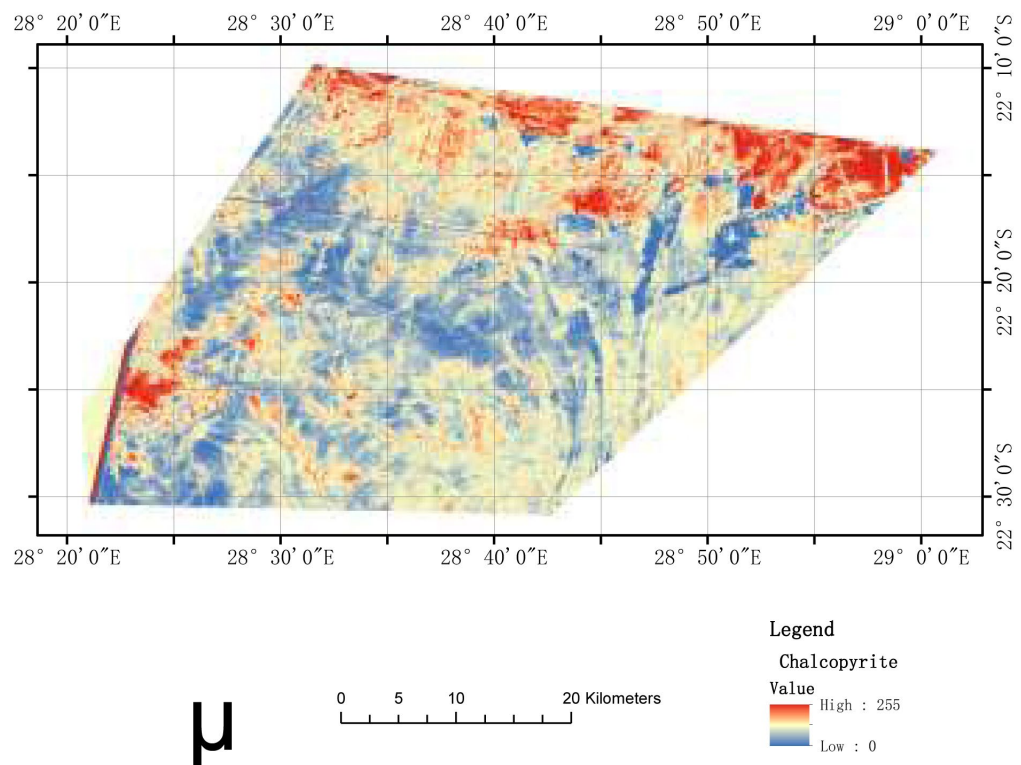 28° 20′0″E 28° 30′0″E 28° 40′0″E 28° 50′0″E 29° 0′0″E
22° 10′0″S
22° 20′0″S
22° 30′0″S
28° 20′0″E 28° 30′0″E 28° 40′0″E 28° 50′0″E 29° 0′0″E
Legend
Chalcopyrite
Value
High : 255
Low : 0
0 5 10 20 Kilometers
µ